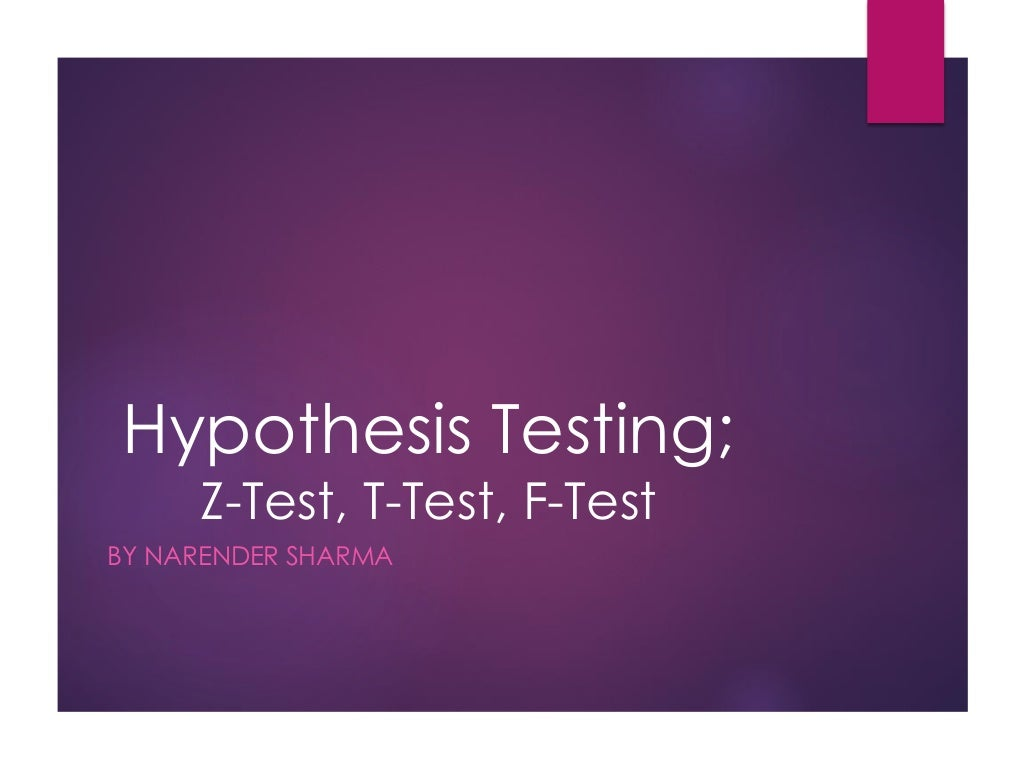 Hypothesis Testing;
Z-Test, T-Test, F-Test
BY NARENDER SHARMA